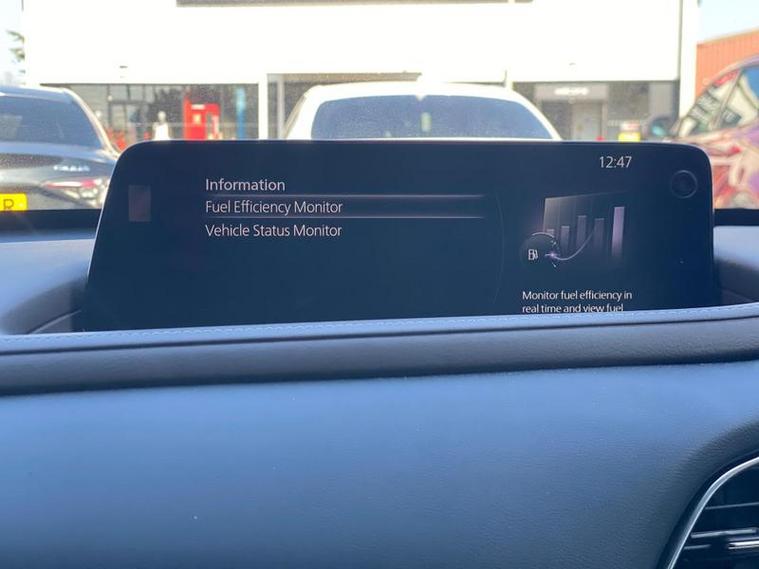 12:47
Information
Fuel Efficiency Monitor
Vehicle Status Monitor
Monitor fuel efficiency in
real time and view fuel
R